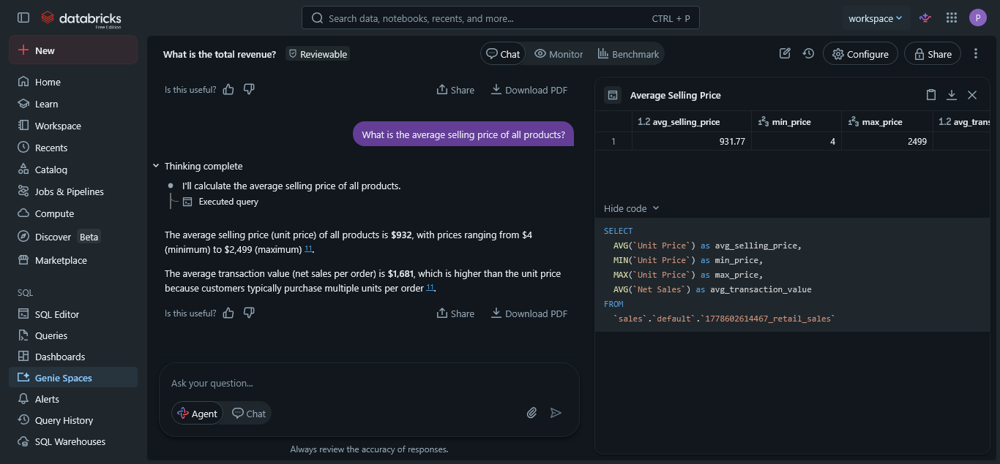 databricks
Free Edition
Search data, notebooks, recents, and more...
CTRL + P
workspace
P
New
Home
Learn
Workspace
Recents
Catalog
Jobs & Pipelines
Compute
Discover Beta
Marketplace
SQL
SQL Editor
Queries
Dashboards
Genie Spaces
Alerts
Query History
SQL Warehouses
What is the total revenue? Reviewable
Chat Monitor Benchmark
Configure Share
Is this useful? Share Download PDF
What is the average selling price of all products?
Thinking complete
I'll calculate the average selling price of all products.
Executed query
The average selling price (unit price) of all products is $932, with prices ranging from $4
(minimum) to $2,499 (maximum) 11.
The average transaction value (net sales per order) is $1,681, which is higher than the unit price
because customers typically purchase multiple units per order 11.
Is this useful? Share Download PDF
Ask your question...
Agent Chat
Always review the accuracy of responses.
Average Selling Price
1.2 avg_selling_price 123 min_price 123 max_price 1.2 avg_trans
1 931.77 4 2499
Hide code
SELECT
AVG(`Unit Price`) as avg_selling_price,
MIN(`Unit Price`) as min_price,
MAX(`Unit Price`) as max_price,
AVG(`Net Sales`) as avg_transaction_value
FROM
`sales`.`default`.`1778602614467_retail_sales`